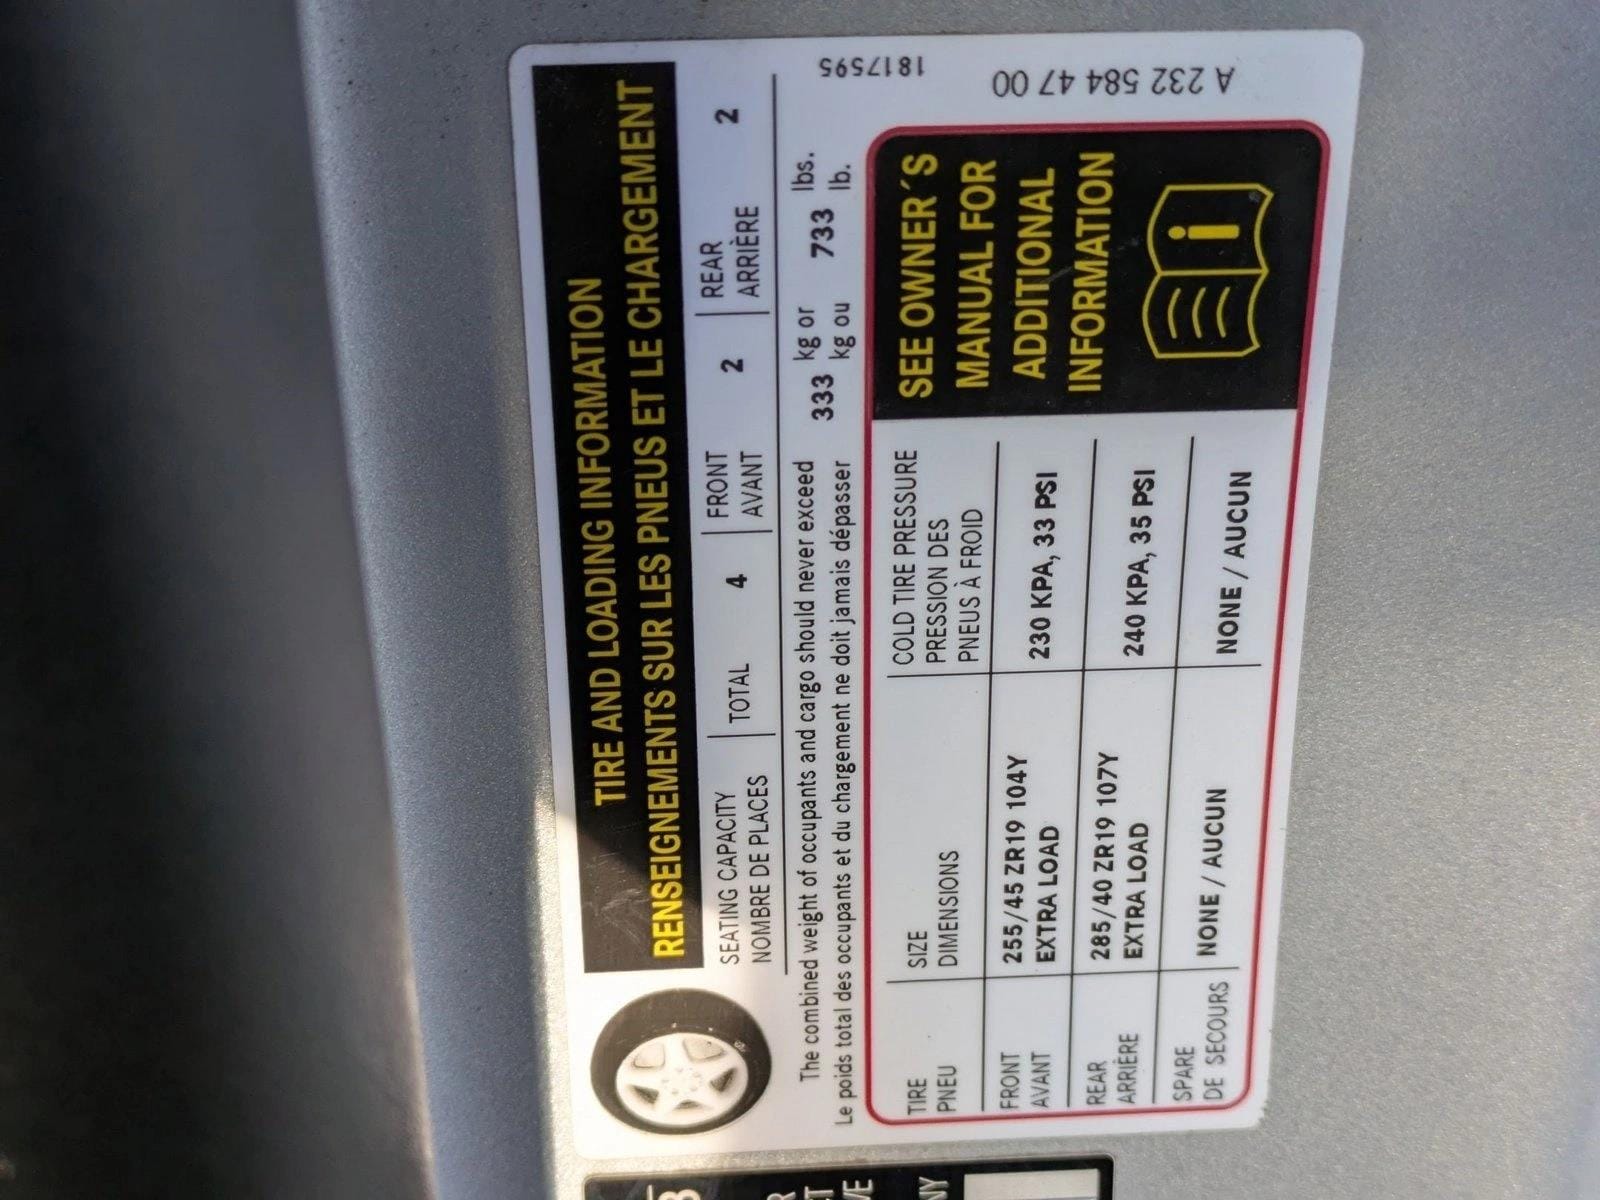 TIRE AND LOADING INFORMATION
RENSEIGNEMENTS SUR LES PNEUS ET LE CHARGEMENT
SEATING CAPACITY | TOTAL 4 | FRONT 2 | REAR 2
NOMBRE DE PLACES | AVANT | ARRIÈRE
The combined weight of occupants and cargo should never exceed 333 kg or 733 lbs.
Le poids total des occupants et du chargement ne doit jamais dépasser kg ou lb.
TIRE SIZE COLD TIRE PRESSURE
PNEU DIMENSIONS PRESSION DES
PNEUS À FROID
FRONT 255/45 ZR19 104Y 230 KPA, 33 PSI
AVANT EXTRA LOAD
REAR 285/40 ZR19 107Y 240 KPA, 35 PSI
ARRIÈRE EXTRA LOAD
SPARE NONE / AUCUN NONE / AUCUN
DE SECOURS
SEE OWNER´S
MANUAL FOR
ADDITIONAL
INFORMATION
i
1817595
A 232 584 47 00